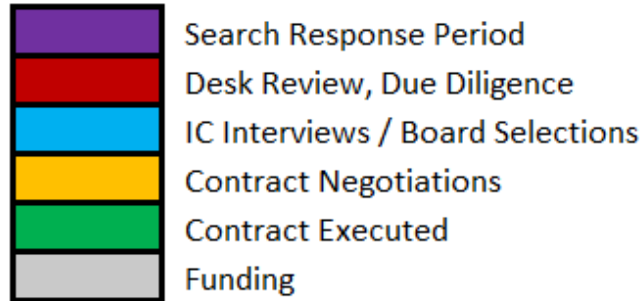 Search Response Period
Desk Review, Due Diligence
IC Interviews / Board Selections
Contract Negotiations
Contract Executed
Funding